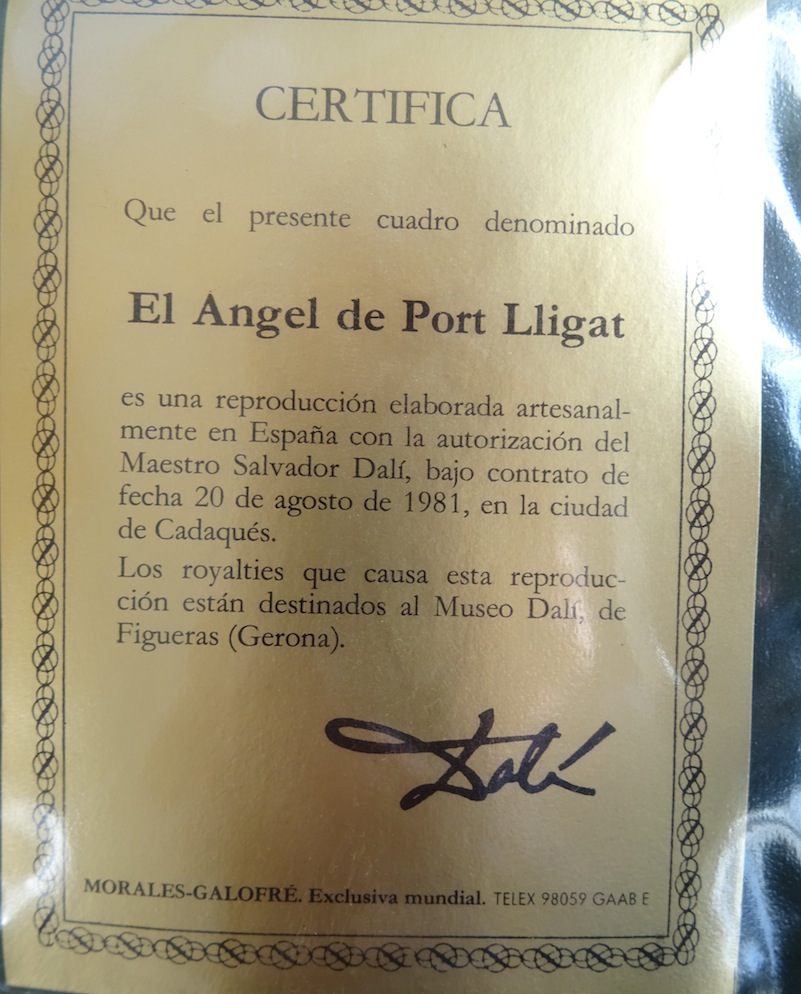 CERTIFICA
Que el presente cuadro denominado
El Angel de Port Lligat
es una reproducción elaborada artesanal-
mente en España con la autorización del
Maestro Salvador Dalí, bajo contrato de
fecha 20 de agosto de 1981, en la ciudad
de Cadaqués.
Los royalties que causa esta reproduc-
ción están destinados al Museo Dalí, de
Figueras (Gerona).
Dalí
MORALES-GALOFRÉ. Exclusiva mundial. TELEX 98059 GAAB E